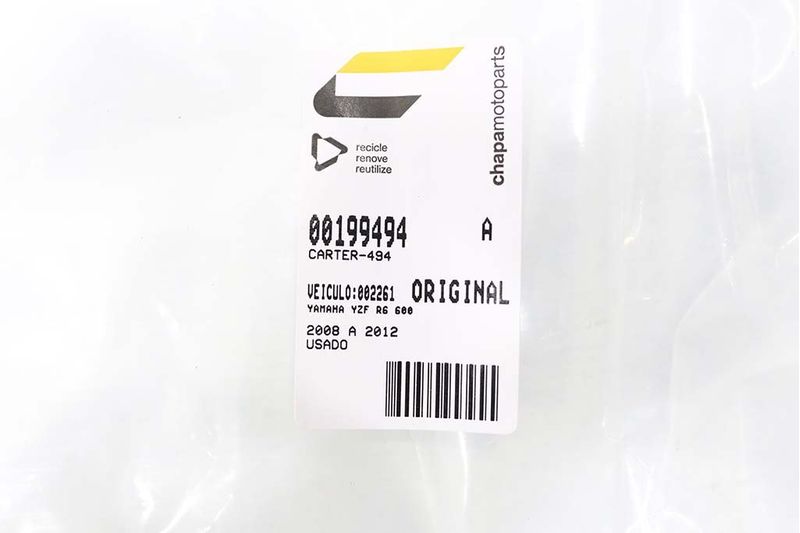 chapamotoparts
recicle
renove
reutilize
00199494 A
CARTER-494
VEICULO:002261 ORIGINAL
YAMAHA YZF R6 600
2008 A 2012
USADO